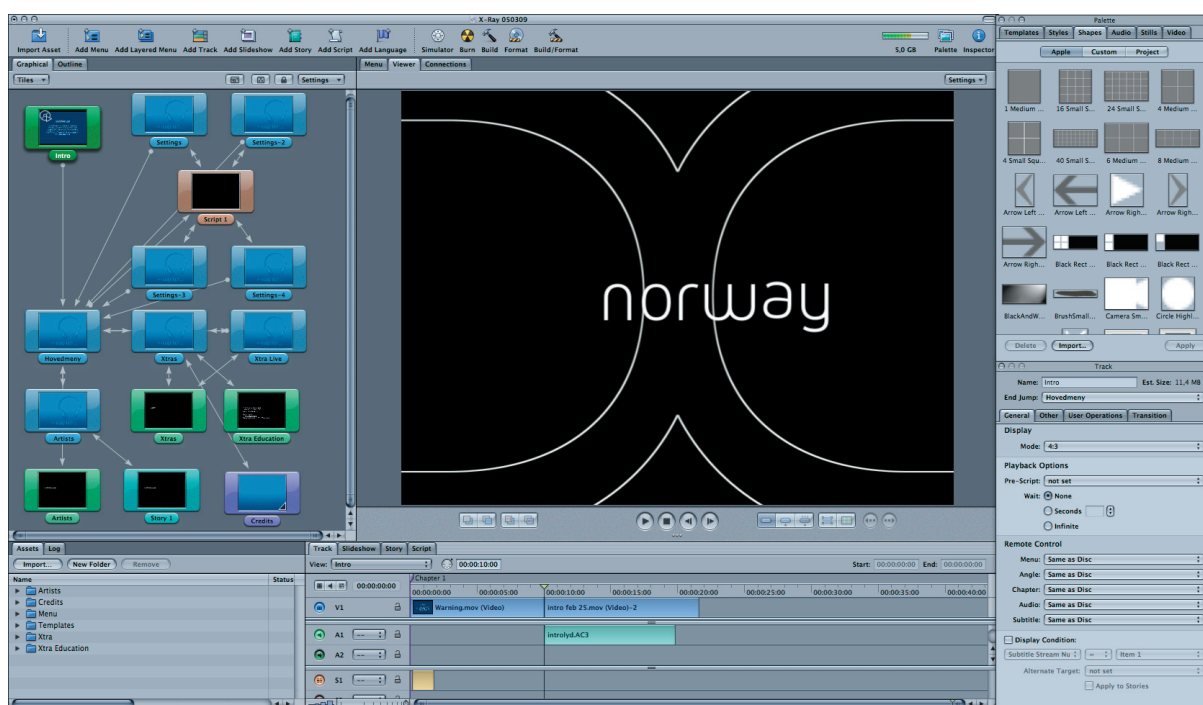 X-Ray 050309
Import Asset Add Menu Add Layered Menu Add Track Add Slideshow Add Story Add Script Add Language Simulator Burn Build Format Build/Format 5,0 GB Palette Inspector
Graphical Outline
Tiles Settings
Intro
Settings
Settings-2
Script 1
Settings-3
Settings-4
Hovedmeny
Xtras
Xtra Live
Artists
Xtras
Xtra Education
Artists
Story 1
Credits
Menu Viewer Connections
Settings
norway
Palette
Templates Styles Shapes Audio Stills Video
Apple Custom Project
1 Medium ... 16 Small S... 24 Small S... 4 Medium ...
4 Small Squ... 40 Small S... 6 Medium ... 8 Medium ...
Arrow Left ... Arrow Left ... Arrow Righ... Arrow Righ...
Arrow Righ... Black Rect ... Black Rect ... Black Rect ...
BlackAndW... BrushSmall... Camera Sm... Circle Highl...
Delete Import... Apply
Track
Name: Intro Est. Size: 11,4 MB
End Jump: Hovedmeny
General Other User Operations Transition
Display
Mode: 4:3
Playback Options
Pre-Script: not set
Wait: None
Seconds
Infinite
Remote Control
Menu: Same as Disc
Angle: Same as Disc
Chapter: Same as Disc
Audio: Same as Disc
Subtitle: Same as Disc
Display Condition:
Subtitle Stream Nu = Item 1
Alternate Target: not set
Apply to Stories
Assets Log
Import... New Folder Remove
Name Status
Artists
Credits
Menu
Templates
Xtra
Xtra Education
Track Slideshow Story Script
View: Intro 00:00:10:00 Start: 00:00:00:00 End: 00:00:00:00
Chapter 1
00:00:00:00 00:00:00:00 00:00:05:00 00:00:10:00 00:00:15:00 00:00:20:00 00:00:25:00 00:00:30:00 00:00:35:00 00:00:40:00
V1 Warning.mov (Video) intro feb 25.mov (Video)-2
A1 -- introlyd.AC3
A2 --
S1 --